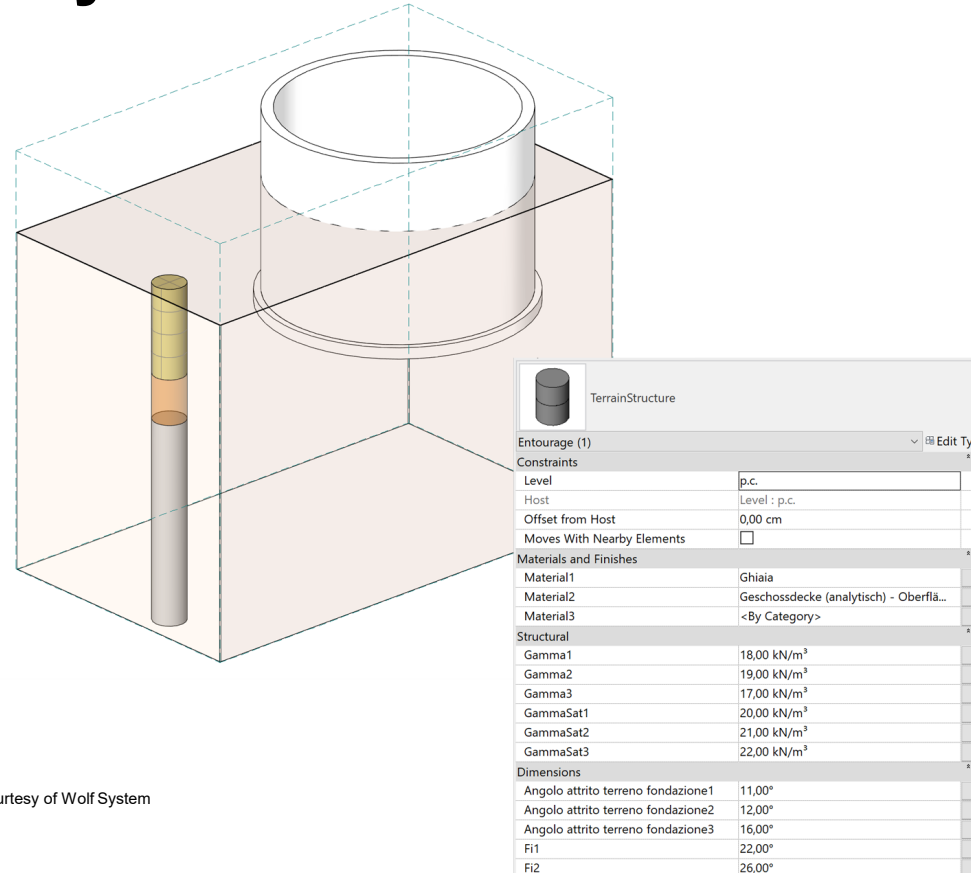 TerrainStructure
Entourage (1)
Edit Ty
Constraints
Level p.c.
Host Level : p.c.
Offset from Host 0,00 cm
Moves With Nearby Elements
Materials and Finishes
Material1 Ghiaia
Material2 Geschossdecke (analytisch) - Oberflä...
Material3 <By Category>
Structural
Gamma1 18,00 kN/m³
Gamma2 19,00 kN/m³
Gamma3 17,00 kN/m³
GammaSat1 20,00 kN/m³
GammaSat2 21,00 kN/m³
GammaSat3 22,00 kN/m³
Dimensions
Angolo attrito terreno fondazione1 11,00°
Angolo attrito terreno fondazione2 12,00°
Angolo attrito terreno fondazione3 16,00°
Fi1 22,00°
Fi2 26,00°
urtesy of Wolf System